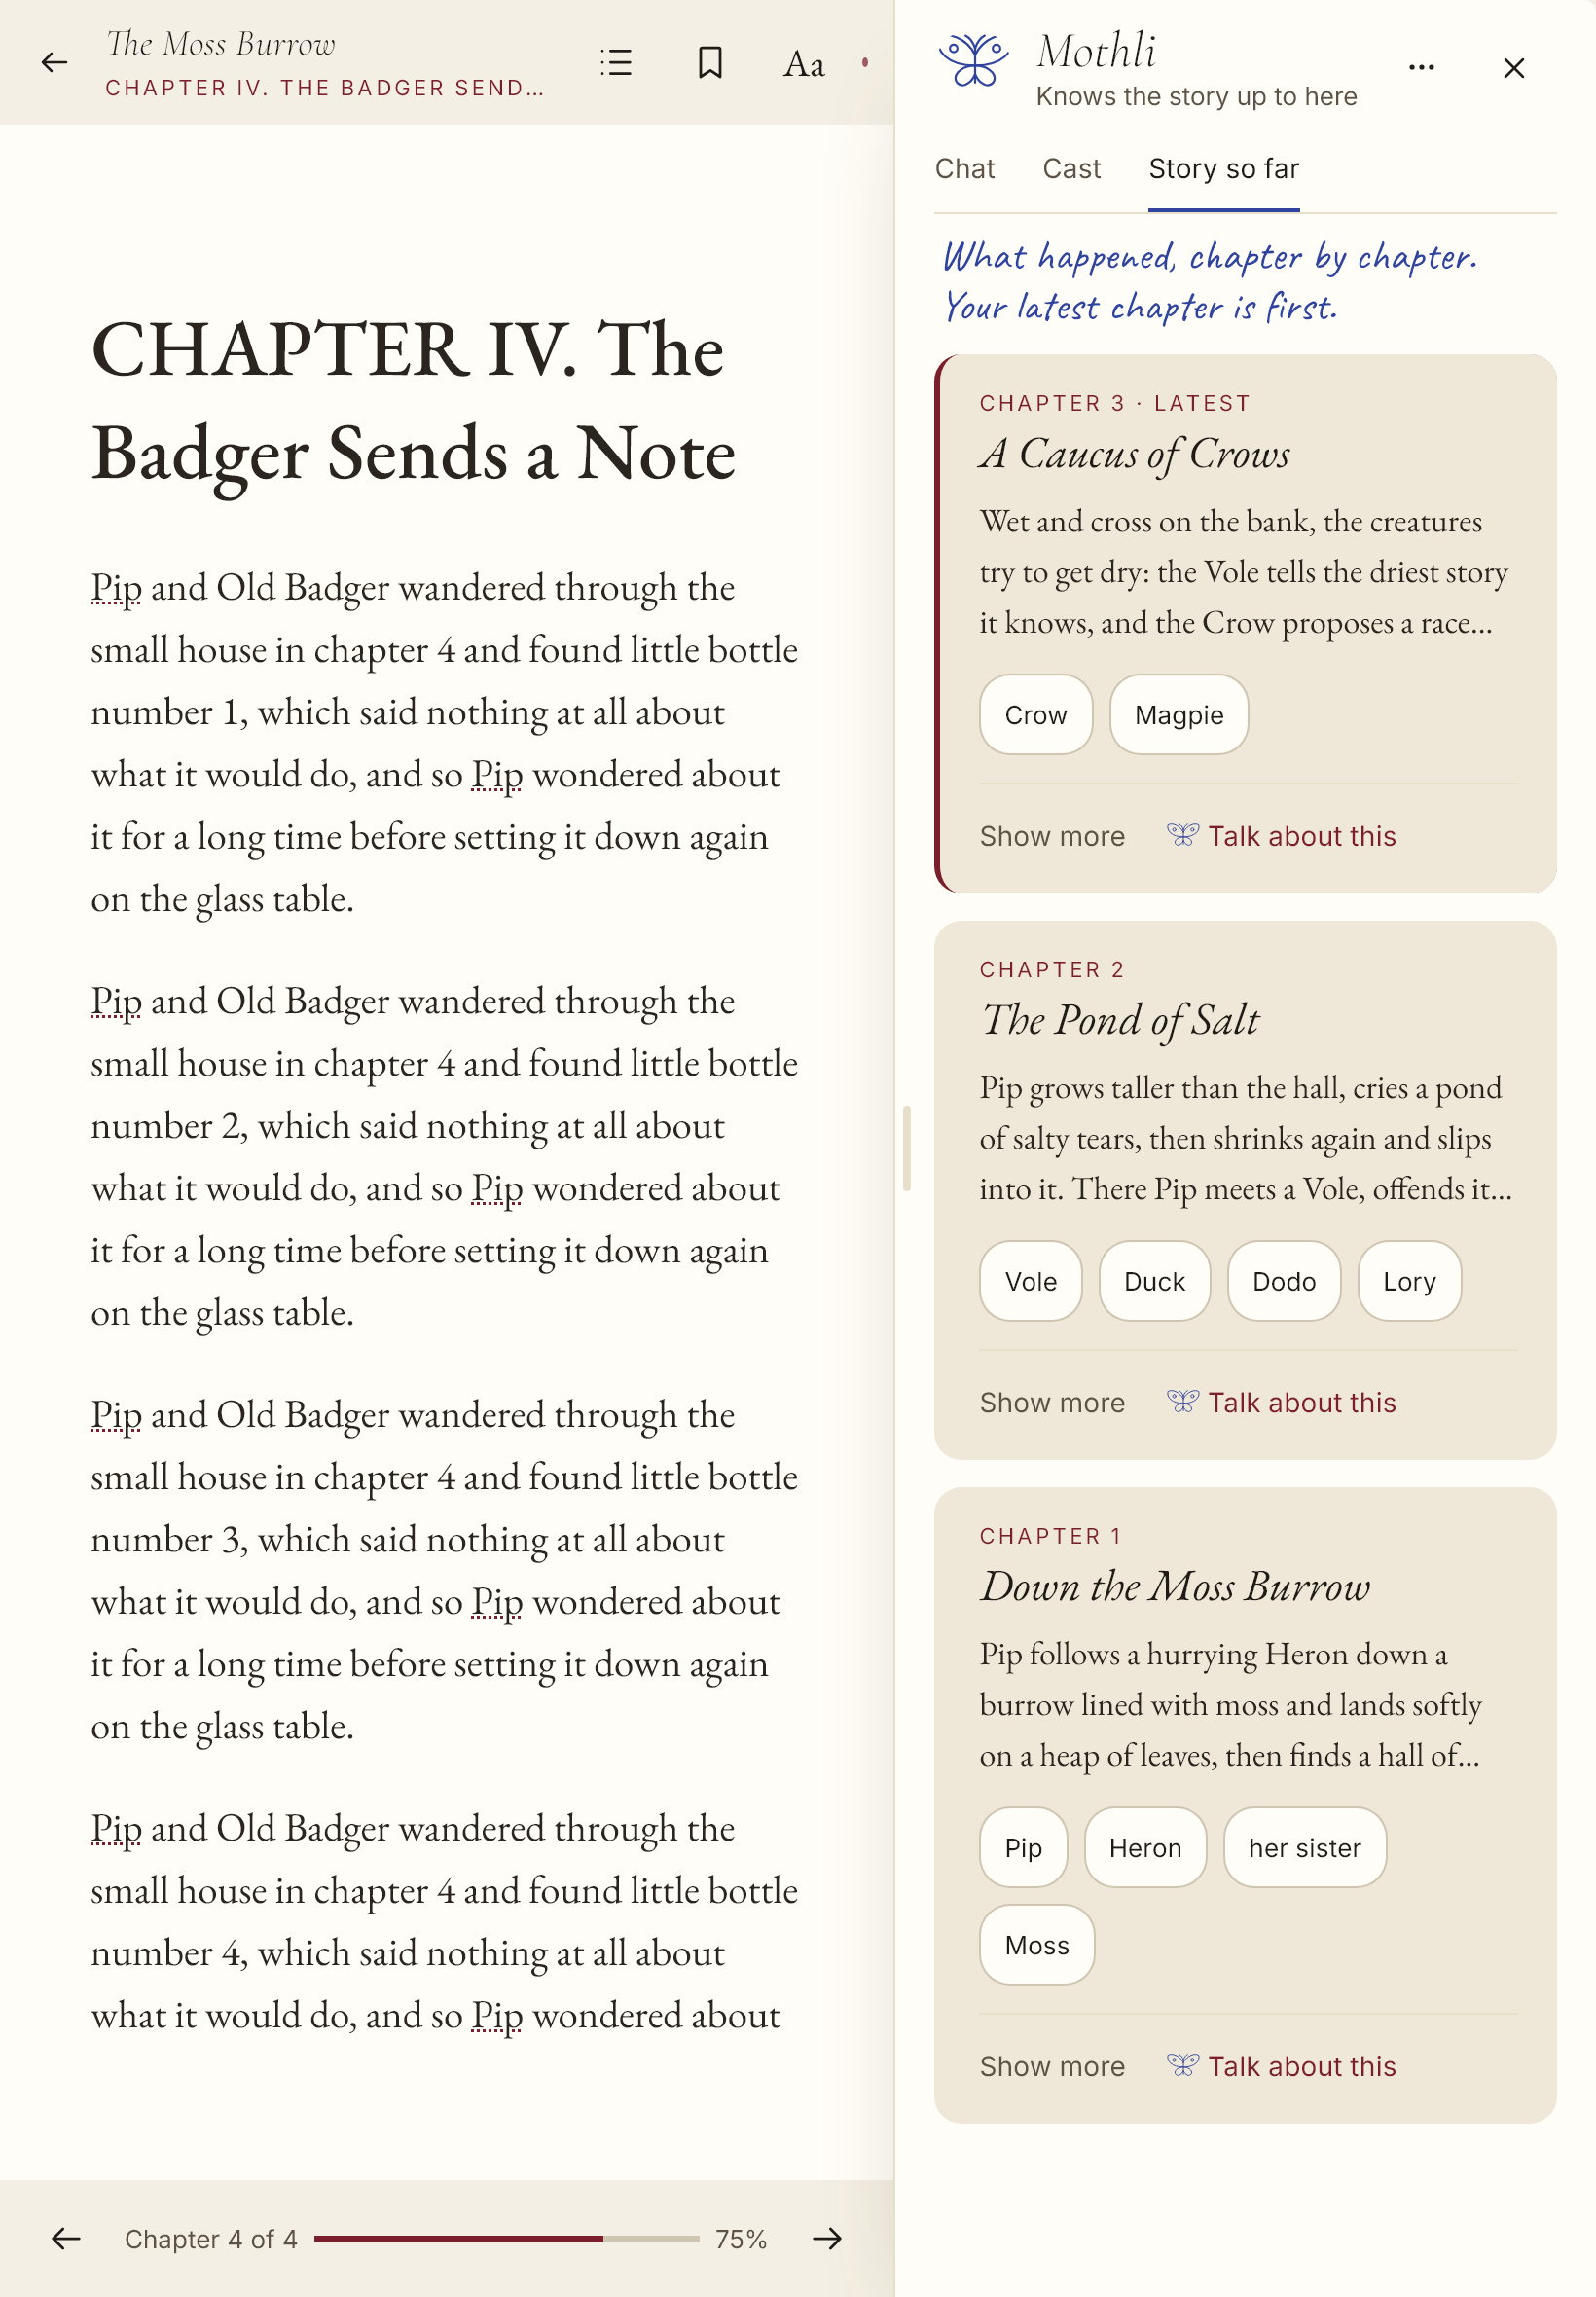 The Moss Burrow
CHAPTER IV. THE BADGER SEND...
Aa
CHAPTER IV. The
Badger Sends a Note
Pip and Old Badger wandered through the
small house in chapter 4 and found little bottle
number 1, which said nothing at all about
what it would do, and so Pip wondered about
it for a long time before setting it down again
on the glass table.
Pip and Old Badger wandered through the
small house in chapter 4 and found little bottle
number 2, which said nothing at all about
what it would do, and so Pip wondered about
it for a long time before setting it down again
on the glass table.
Pip and Old Badger wandered through the
small house in chapter 4 and found little bottle
number 3, which said nothing at all about
what it would do, and so Pip wondered about
it for a long time before setting it down again
on the glass table.
Pip and Old Badger wandered through the
small house in chapter 4 and found little bottle
number 4, which said nothing at all about
what it would do, and so Pip wondered about
Chapter 4 of 4
75%
Mothli
Knows the story up to here
Chat
Cast
Story so far
What happened, chapter by chapter.
Your latest chapter is first.
CHAPTER 3 · LATEST
A Caucus of Crows
Wet and cross on the bank, the creatures
try to get dry: the Vole tells the driest story
it knows, and the Crow proposes a race...
Crow
Magpie
Show more
Talk about this
CHAPTER 2
The Pond of Salt
Pip grows taller than the hall, cries a pond
of salty tears, then shrinks again and slips
into it. There Pip meets a Vole, offends it...
Vole
Duck
Dodo
Lory
Show more
Talk about this
CHAPTER 1
Down the Moss Burrow
Pip follows a hurrying Heron down a
burrow lined with moss and lands softly
on a heap of leaves, then finds a hall of...
Pip
Heron
her sister
Moss
Show more
Talk about this